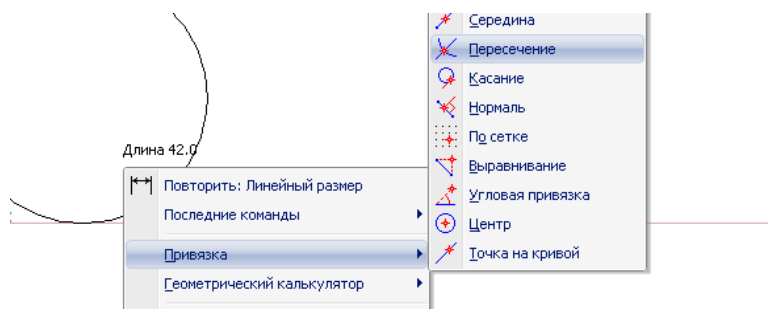 Середина
Пересечение
Касание
Нормаль
По сетке
Выравнивание
Угловая привязка
Центр
Точка на кривой
Длина 42.0
Повторить: Линейный размер
Последние команды
Привязка
Геометрический калькулятор